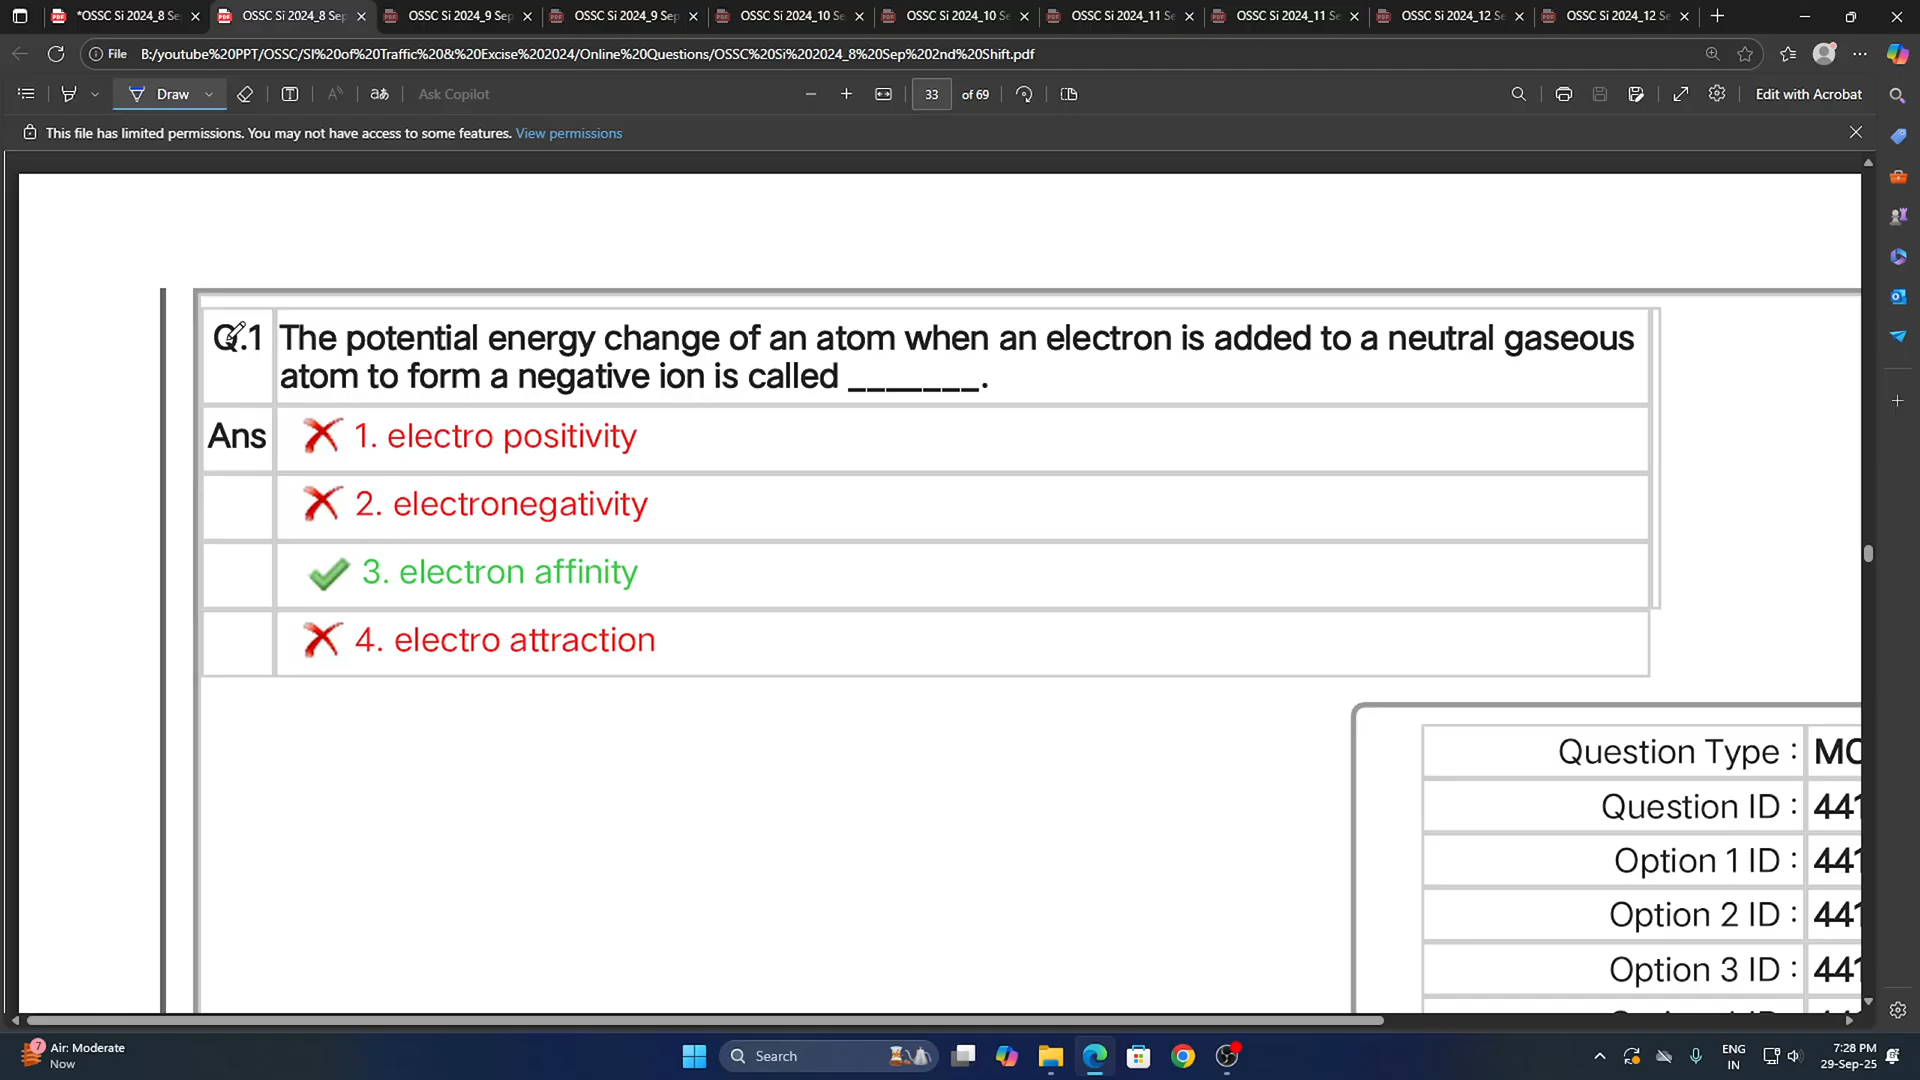 *OSSC Si 2024_8 Se
OSSC Si 2024_8 Sep
OSSC Si 2024_9 Sep
OSSC Si 2024_9 Sep
OSSC Si 2024_10 Se
OSSC Si 2024_10 Se
OSSC Si 2024_11 Se
OSSC Si 2024_11 Se
OSSC Si 2024_12 Se
OSSC Si 2024_12 Se
File
B:/youtube%20PPT/OSSC/SI%20of%20Traffic%20&t%20Excise%202024/Online%20Questions/OSSC%20Si%202024_8%20Sep%202nd%20Shift.pdf
Draw
Ask Copilot
33 of 69
Edit with Acrobat
This file has limited permissions. You may not have access to some features. View permissions
Q.1 The potential energy change of an atom when an electron is added to a neutral gaseous
atom to form a negative ion is called _______.
Ans 1. electro positivity
2. electronegativity
3. electron affinity
4. electro attraction
Question Type :
Question ID : 441
Option 1 ID : 441
Option 2 ID : 441
Option 3 ID : 441
7
Air: Moderate
Now
Search
ENG
IN
7:28 PM
29-Sep-25